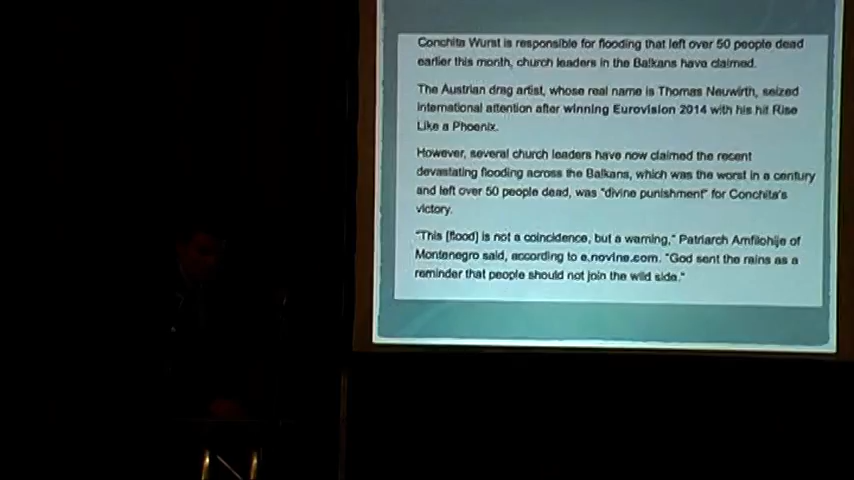 Conchita Wurst is responsible for flooding that left over 50 people dead
earlier this month, church leaders in the Balkans have claimed.
The Austrian drag artist, whose real name is Thomas Neuwirth, seized
international attention after winning Eurovision 2014 with his hit Rise
Like a Phoenix.
However, several church leaders have now claimed the recent
devastating flooding across the Balkans, which was the worst in a century
and left over 50 people dead, was "divine punishment" for Conchita's
victory.
"This [flood] is not a coincidence, but a warning," Patriarch Amfilohije of
Montenegro said, according to e.novine.com. "God sent the rains as a
reminder that people should not join the wild side."